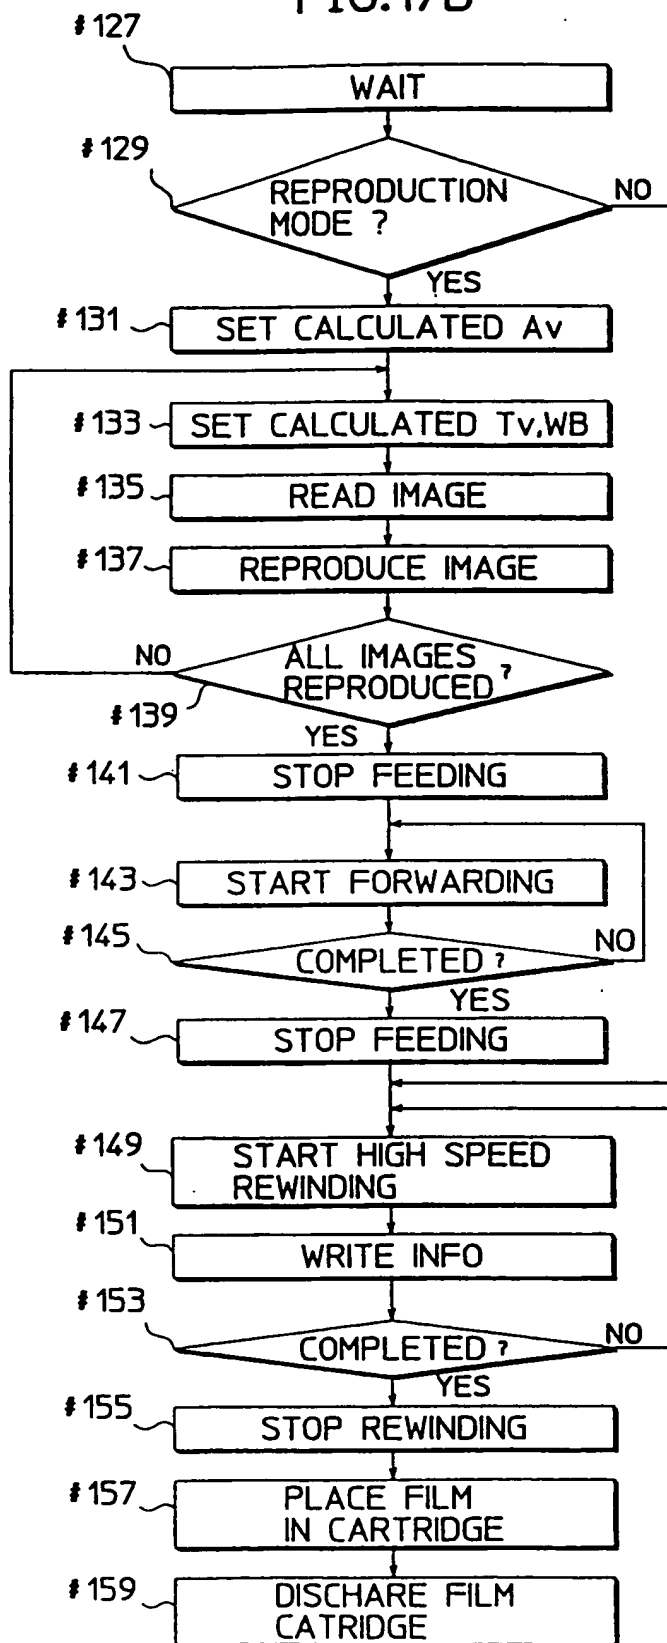 FIG.17B
#127
WAIT
#129
REPRODUCTION
MODE ?
NO
YES
#131
SET CALCULATED Av
#133
SET CALCULATED Tv,WB
#135
READ IMAGE
#137
REPRODUCE IMAGE
NO
ALL IMAGES
REPRODUCED ?
#139
YES
#141
STOP FEEDING
#143
START FORWARDING
#145
COMPLETED ?
NO
YES
#147
STOP FEEDING
#149
START HIGH SPEED
REWINDING
#151
WRITE INFO
#153
COMPLETED ?
NO
YES
#155
STOP REWINDING
#157
PLACE FILM
IN CARTRIDGE
#159
DISCHARE FILM
CATRIDGE